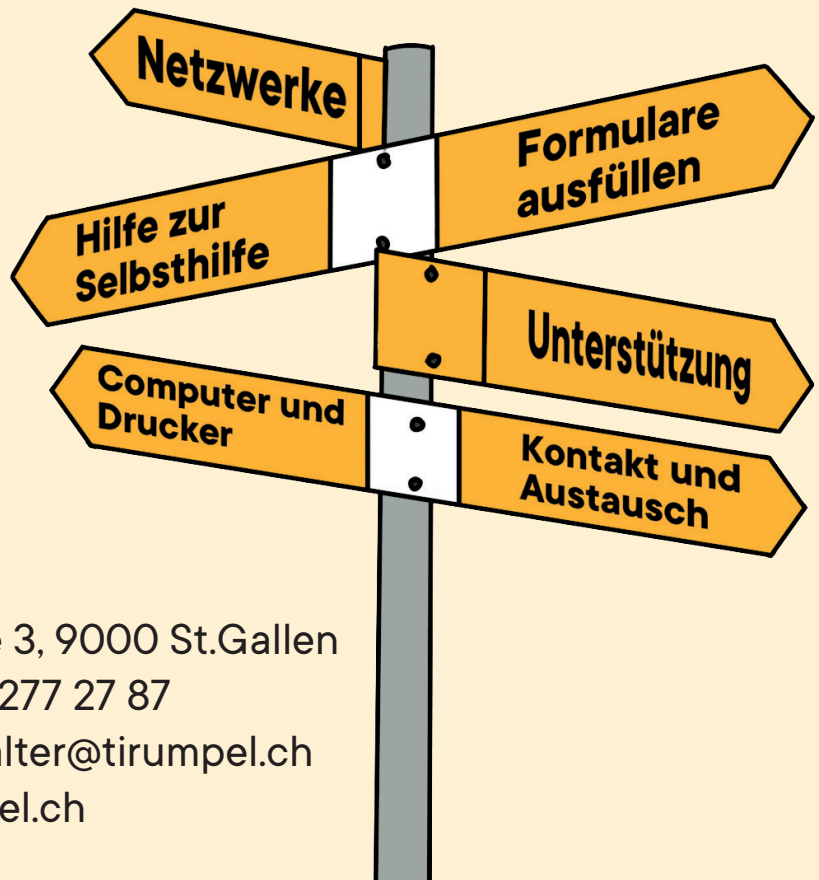 Netzwerke
Formulare
ausfüllen
Hilfe zur
Selbsthilfe
Unterstützung
Computer und
Drucker
Kontakt und
Austausch
3, 9000 St.Gallen
277 27 87
alter@tirumpel.ch
el.ch